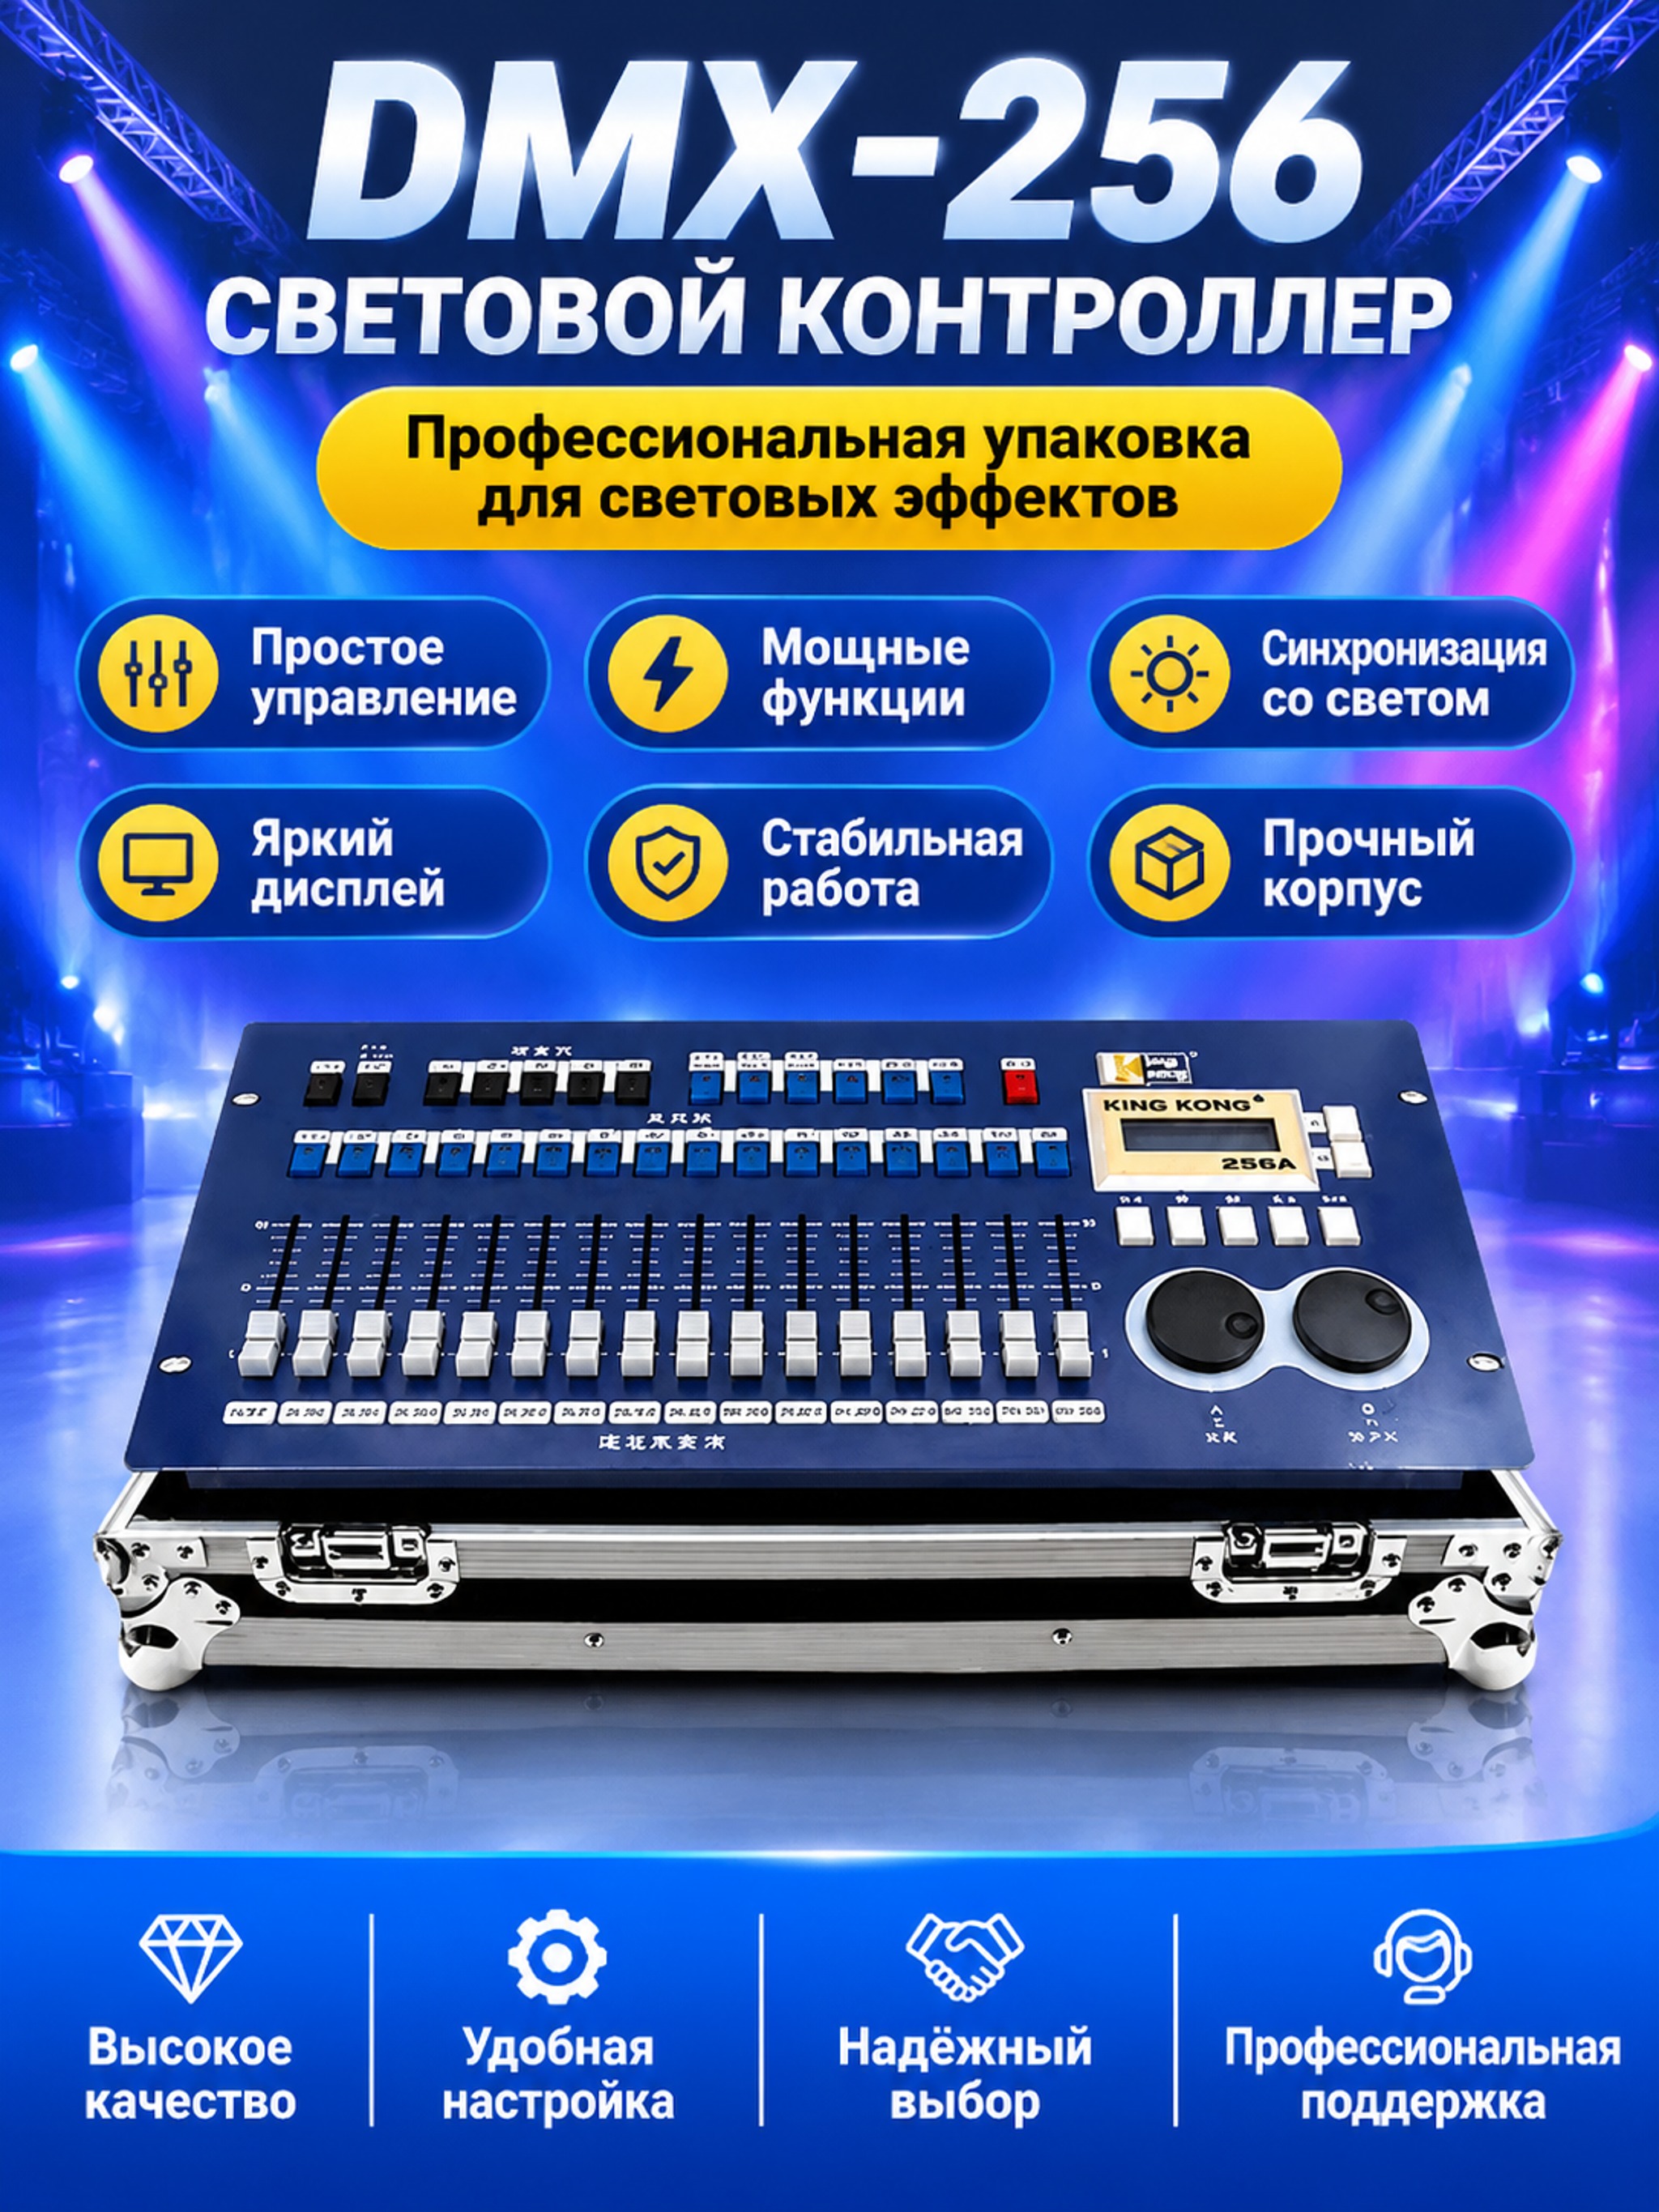 DMX-256
СВЕТОВОЙ КОНТРОЛЛЕР
Профессиональная упаковка
для световых эффектов
Простое
управление
Мощные
функции
Синхронизация
со светом
Яркий
дисплей
Стабильная
работа
Прочный
корпус
KING KONG
256A
Высокое
качество
Удобная
настройка
Надёжный
выбор
Профессиональная
поддержка